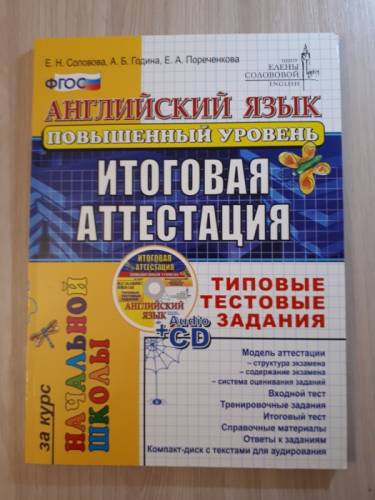 Е. Н. Соловова, А. Б. Година, Е. А. Пореченкова
ЦЕНТР
ЕЛЕНЫ
СОЛОВОВОЙ
ENGLISH
ФГОС
АНГЛИЙСКИЙ ЯЗЫК
ПОВЫШЕННЫЙ УРОВЕНЬ
ИТОГОВАЯ
АТТЕСТАЦИЯ
ИТОГОВАЯ
АТТЕСТАЦИЯ
АНГЛИЙСКИЙ
ЯЗЫК
Audio
+CD
ТИПОВЫЕ
ТЕСТОВЫЕ
ЗАДАНИЯ
за курс
НАЧАЛЬНОЙ
ШКОЛЫ
Модель аттестации
– структура экзамена
– содержание экзамена
– система оценивания заданий
Входной тест
Тренировочные задания
Итоговый тест
Справочные материалы
Ответы к заданиям
Компакт-диск с текстами для аудирования